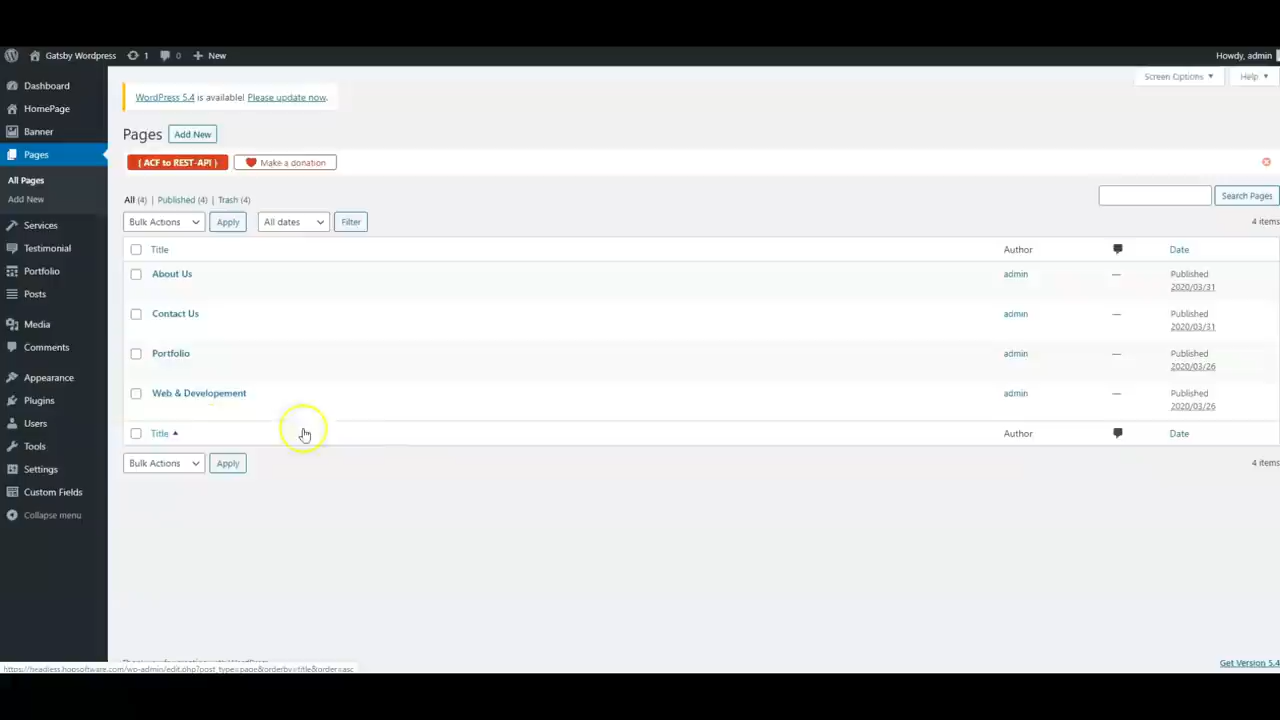 Gatsby Wordpress 1 0 New Howdy, admin
Screen Options Help
WordPress 5.4 is available! Please update now.
Dashboard
HomePage
Banner
Pages
All Pages
Add New
Services
Testimonial
Portfolio
Posts
Media
Comments
Appearance
Plugins
Users
Tools
Settings
Custom Fields
Collapse menu
Pages Add New
( ACF to REST-API ) Make a donation
All (4) | Published (4) | Trash (4)
Search Pages
Bulk Actions Apply All dates Filter
4 items
Title Author Date
About Us admin — Published
2020/03/31
Contact Us admin — Published
2020/03/31
Portfolio admin — Published
2020/03/26
Web & Developement admin — Published
2020/03/26
Title Author Date
Bulk Actions Apply
4 items
https://headless.hopsoftware.com/wp-admin/edit.php?post_type=page&orderby=title&order=asc
Get Version 5.4